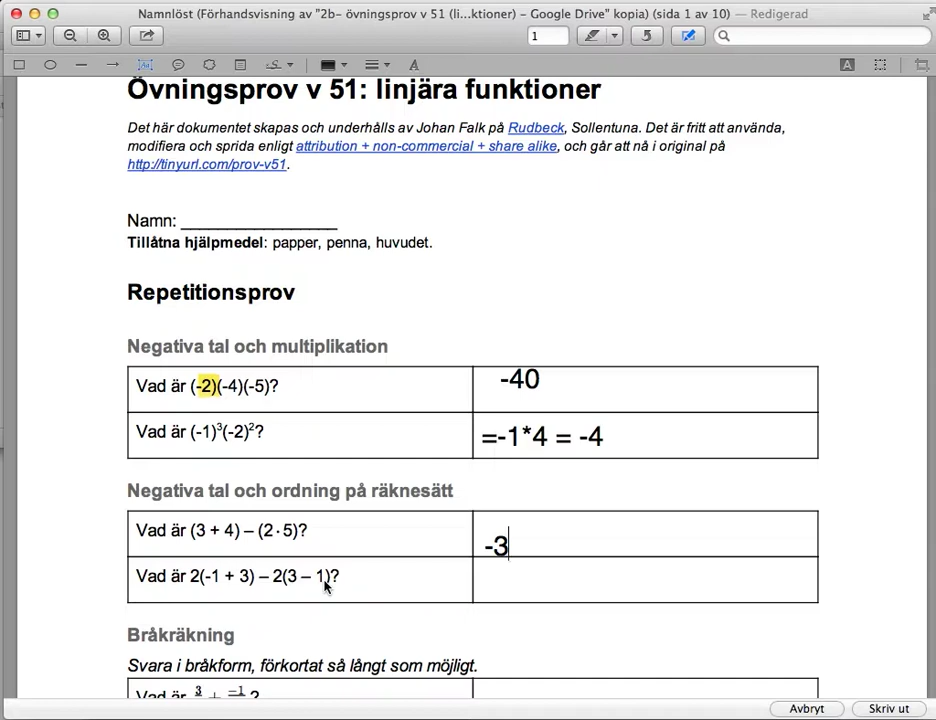 Namnlöst (Förhandsvisning av "2b- övningsprov v 51 (li...ktioner) – Google Drive" kopia) (sida 1 av 10) — Redigerad
1
Övningsprov v 51: linjära funktioner
Det här dokumentet skapas och underhålls av Johan Falk på Rudbeck, Sollentuna. Det är fritt att använda,
modifiera och sprida enligt attribution + non-commercial + share alike, och går att nå i original på
http://tinyurl.com/prov-v51.
Namn: _________________
Tillåtna hjälpmedel: papper, penna, huvudet.
Repetitionsprov
Negativa tal och multiplikation
Vad är (-2)(-4)(-5)? -40
Vad är (-1)³(-2)²? =-1*4 = -4
Negativa tal och ordning på räknesätt
Vad är (3 + 4) – (2 · 5)? -3
Vad är 2(-1 + 3) – 2(3 – 1)?
Bråkräkning
Svara i bråkform, förkortat så långt som möjligt.
Vad är 3 + -1 ?
Avbryt Skriv ut